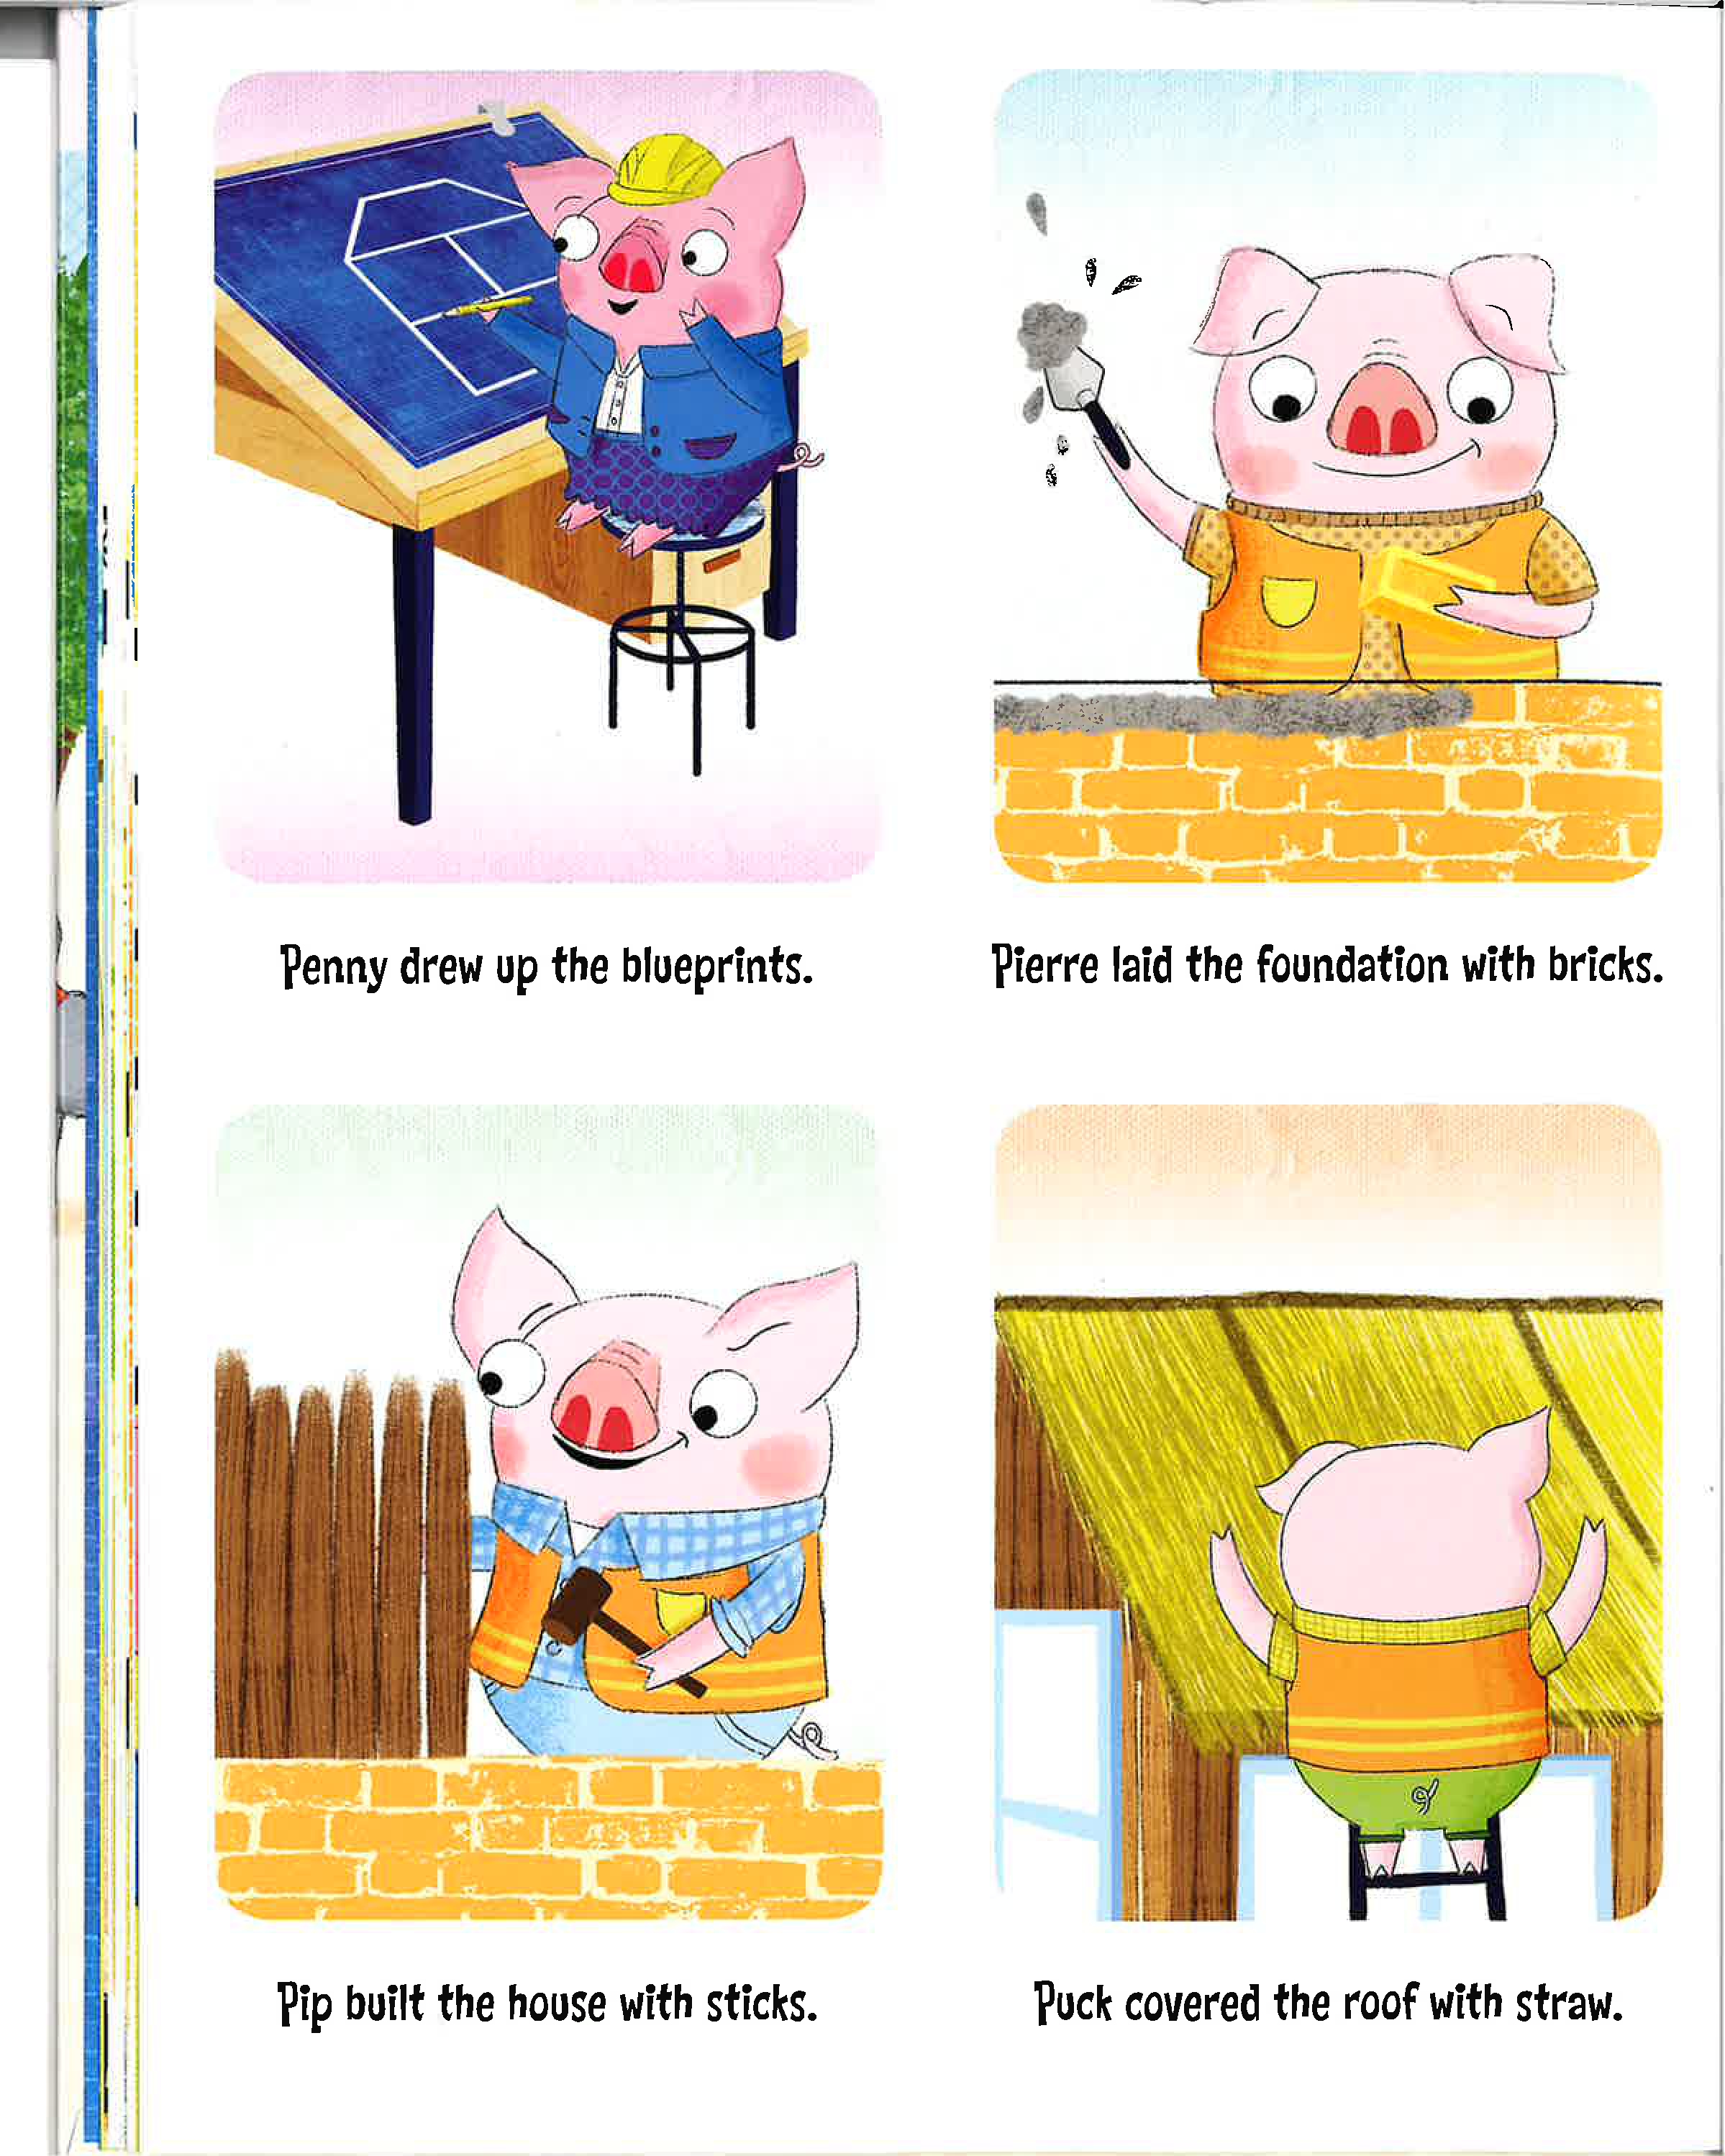 Penny drew up the blueprints.
Pierre laid the foundation with bricks.
Pip built the house with sticks.
Puck covered the roof with straw.